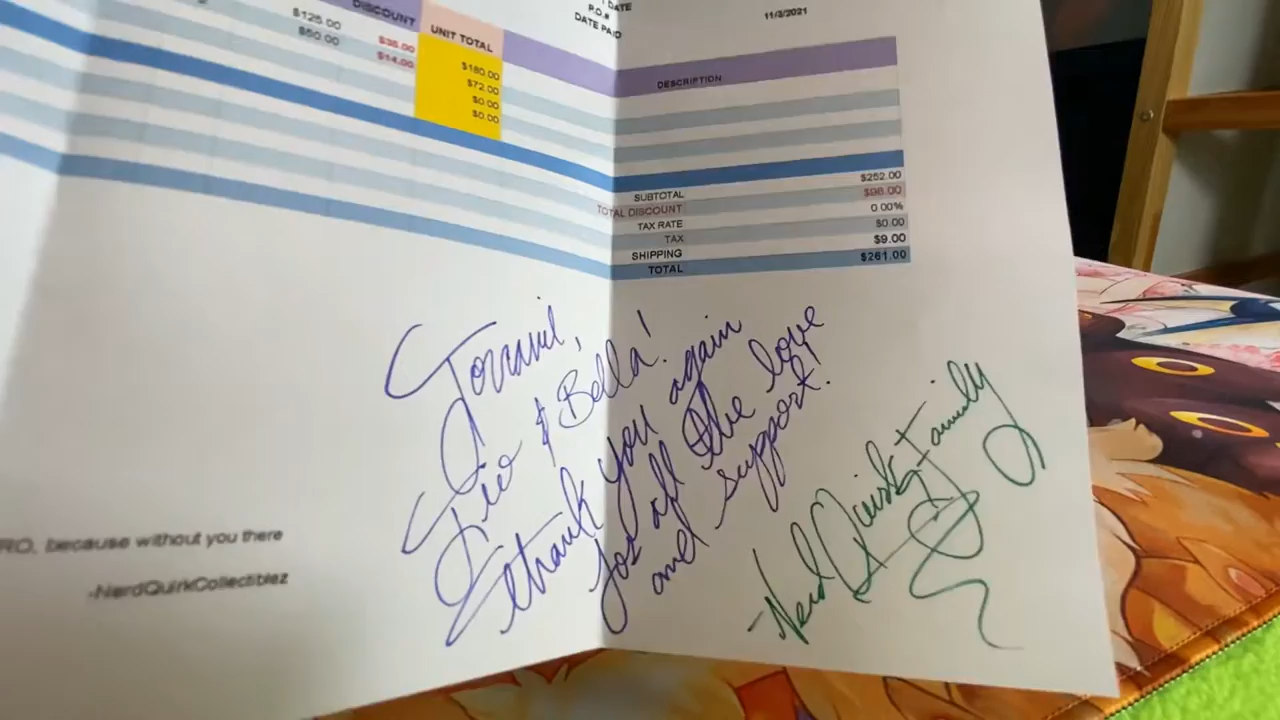 DATE
P.O.#
DATE PAID
11/3/2021
DISCOUNT
UNIT TOTAL
DESCRIPTION
$125.00 $36.00 $180.00
$50.00 $14.00 $72.00
$0.00
$0.00
SUBTOTAL $252.00
TOTAL DISCOUNT $98.00
TAX RATE 0.00%
TAX $0.00
SHIPPING $9.00
TOTAL $261.00
& Bella!
Thank you again
for all the love
and support!
NerdQuirk Family
RO, because without you there
-NerdQuirkCollectiblez